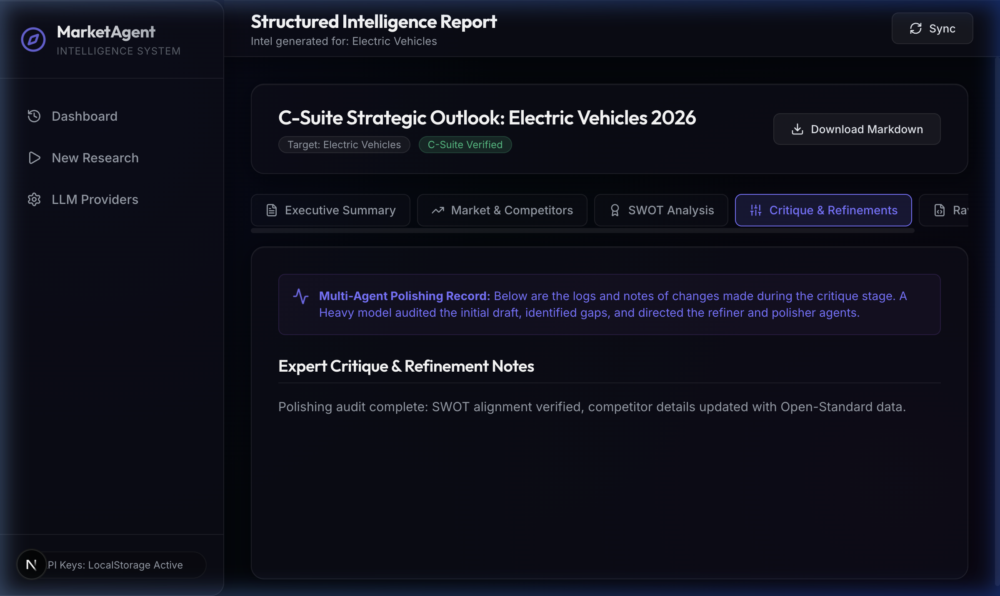 MarketAgent
INTELLIGENCE SYSTEM
Dashboard
New Research
LLM Providers
PI Keys: LocalStorage Active
Structured Intelligence Report
Intel generated for: Electric Vehicles
Sync
C-Suite Strategic Outlook: Electric Vehicles 2026
Target: Electric Vehicles
C-Suite Verified
Download Markdown
Executive Summary
Market & Competitors
SWOT Analysis
Critique & Refinements
Multi-Agent Polishing Record: Below are the logs and notes of changes made during the critique stage. A
Heavy model audited the initial draft, identified gaps, and directed the refiner and polisher agents.
Expert Critique & Refinement Notes
Polishing audit complete: SWOT alignment verified, competitor details updated with Open-Standard data.